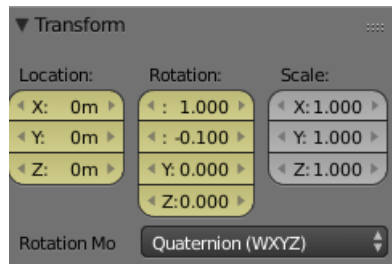 Transform
Location: Rotation: Scale:
X: 0m : 1.000 X: 1.000
Y: 0m : -0.100 Y: 1.000
Z: 0m Y: 0.000 Z: 1.000
Z:0.000
Rotation Mo Quaternion (WXYZ)